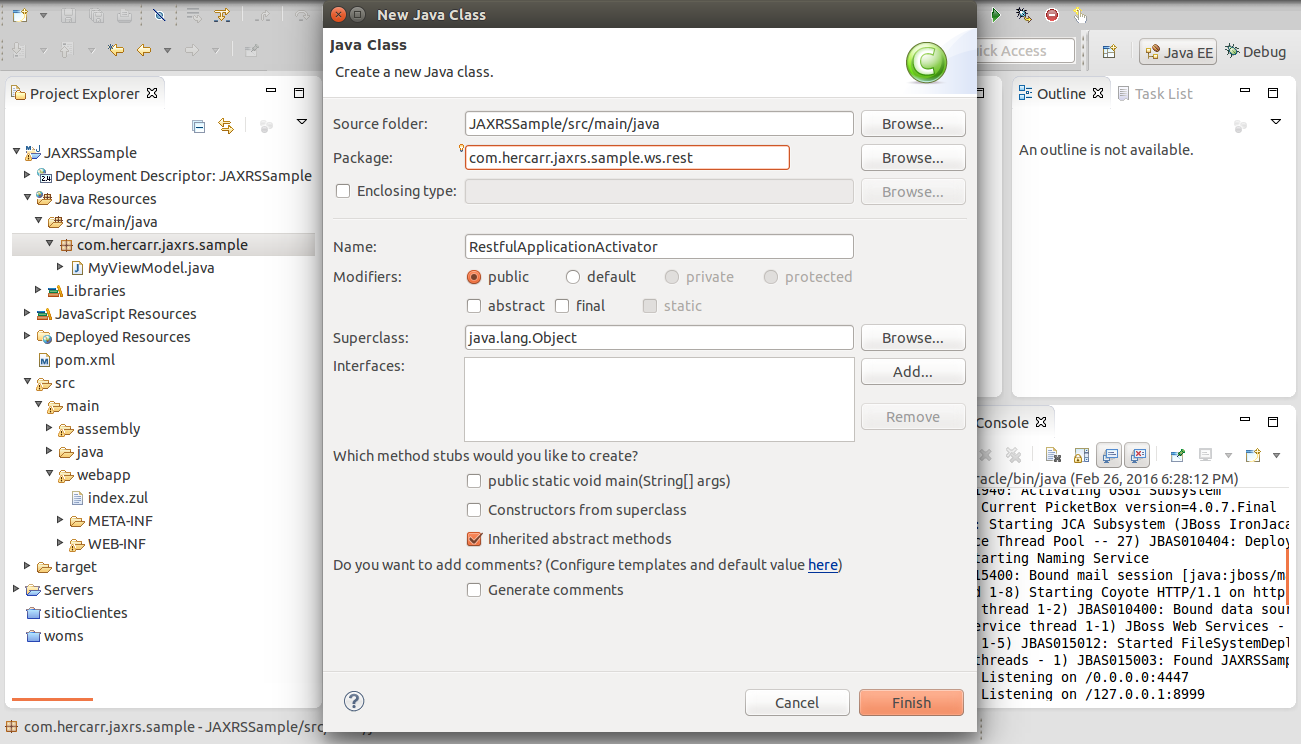 New Java Class
Java Class
Create a new Java class.
Source folder:
JAXRSSample/src/main/java
Browse...
Package:
com.hercarr.jaxrs.sample.ws.rest
Browse...
Enclosing type:
Browse...
Name:
RestfulApplicationActivator
Modifiers:
public
default
private
protected
abstract
final
static
Superclass:
java.lang.Object
Browse...
Interfaces:
Add...
Remove
Which method stubs would you like to create?
public static void main(String[] args)
Constructors from superclass
Inherited abstract methods
Do you want to add comments? (Configure templates and default value here)
Generate comments
Cancel
Finish
Project Explorer
JAXRSSample
Deployment Descriptor: JAXRSSample
Java Resources
src/main/java
com.hercarr.jaxrs.sample
MyViewModel.java
Libraries
JavaScript Resources
Deployed Resources
pom.xml
src
main
assembly
java
webapp
index.zul
META-INF
WEB-INF
target
Servers
sitioClientes
woms
com.hercarr.jaxrs.sample - JAXRSSample/src
ick Access
Java EE
Debug
Outline
Task List
An outline is not available.
Console
racle/bin/java (Feb 26, 2016 6:28:12 PM)
1940: Activating OSGi Subsystem
Current PicketBox version=4.0.7.Final
: Starting JCA Subsystem (JBoss IronJaca
e Thread Pool -- 27) JBAS010404: Deploy
tarting Naming Service
15400: Bound mail session [java:jboss/m
d 1-8) Starting Coyote HTTP/1.1 on http
thread 1-2) JBAS010400: Bound data sour
ervice thread 1-1) JBoss Web Services -
1-5) JBAS015012: Started FileSystemDepl
threads - 1) JBAS015003: Found JAXRSSamp
Listening on /0.0.0.0:4447
Listening on /127.0.0.1:8999